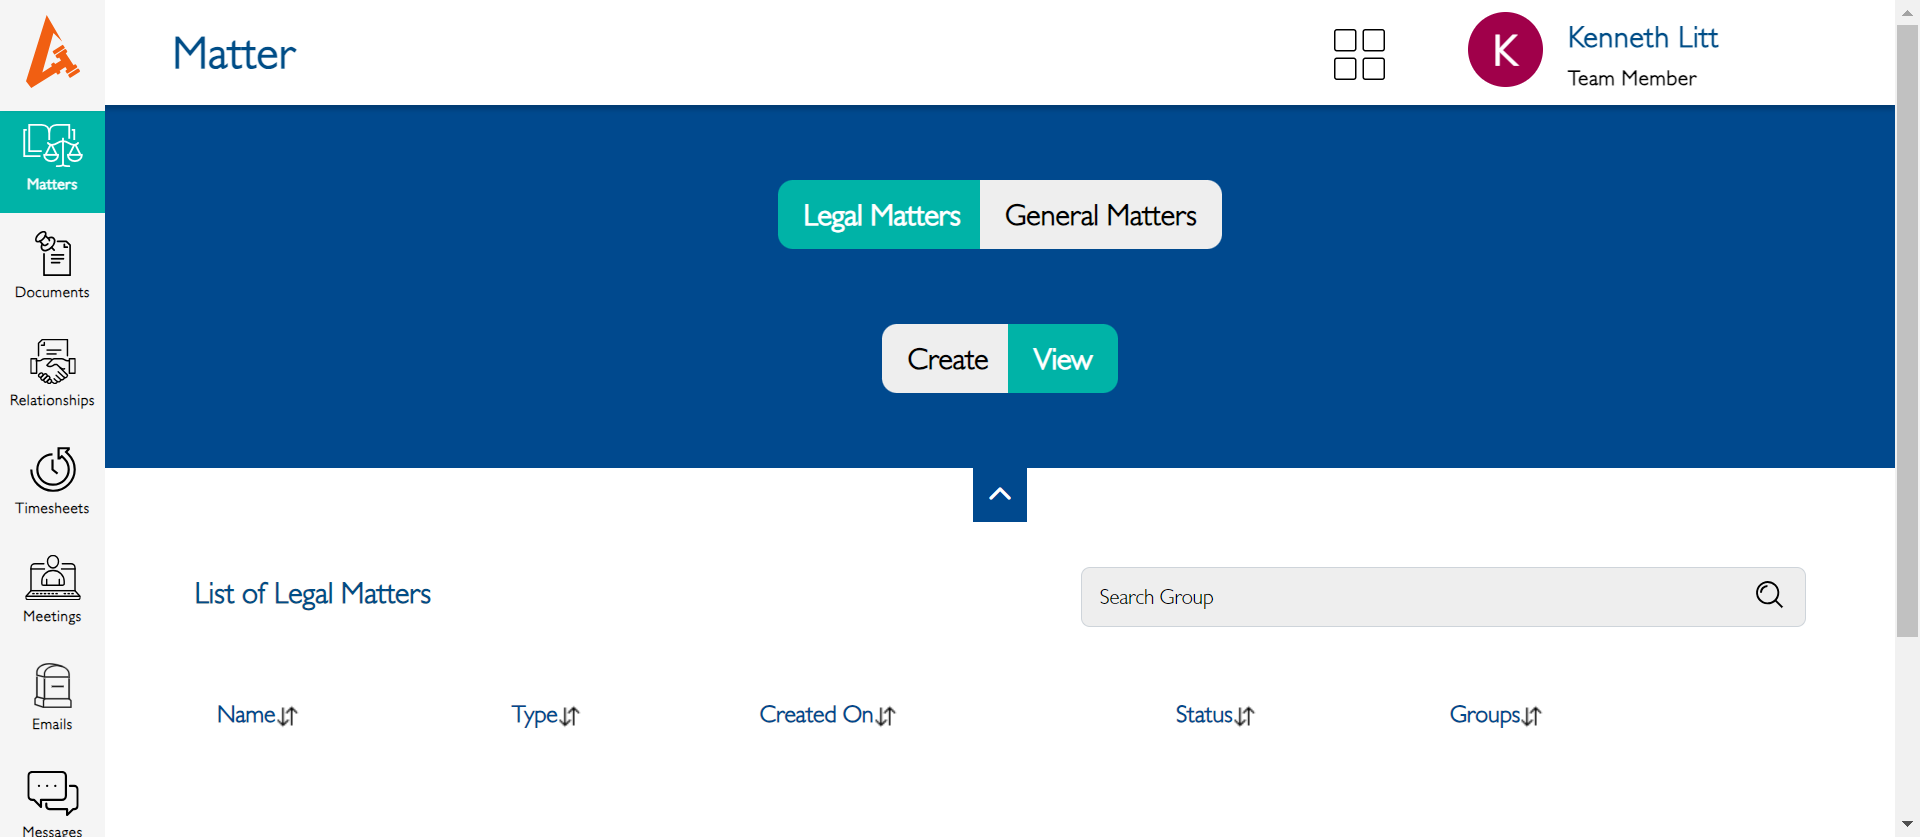 Matter
K
Kenneth Litt
Team Member
Matters
Documents
Relationships
Timesheets
Meetings
Emails
Messages
Legal Matters
General Matters
Create
View
List of Legal Matters
Search Group
Name
Type
Created On
Status
Groups